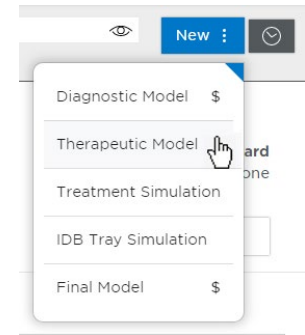 New
Diagnostic Model $
Therapeutic Model
ard
one
Treatment Simulation
IDB Tray Simulation
Final Model $